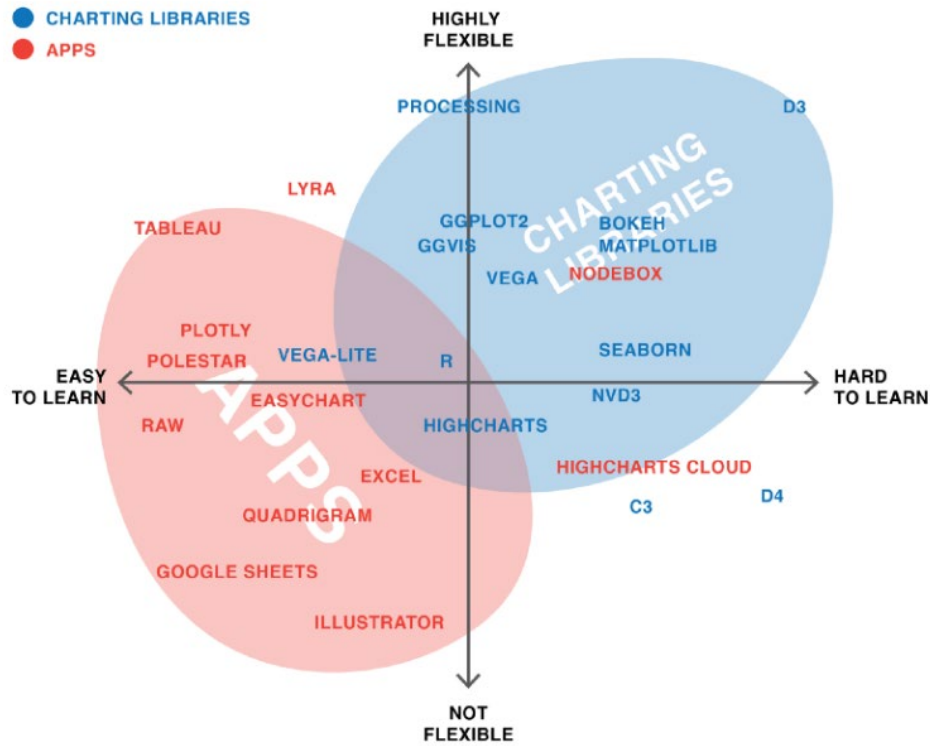 CHARTING LIBRARIES
APPS
HIGHLY
FLEXIBLE
PROCESSING
D3
CHARTING
LIBRARIES
LYRA
TABLEAU
GGPLOT2
BOKEH
GGVIS
MATPLOTLIB
VEGA
NODEBOX
PLOTLY
POLESTAR
VEGA-LITE
R
SEABORN
EASY
TO LEARN
HARD
TO LEARN
APPS
EASYCHART
NVD3
RAW
HIGHCHARTS
EXCEL
HIGHCHARTS CLOUD
D4
C3
QUADRIGRAM
GOOGLE SHEETS
ILLUSTRATOR
NOT
FLEXIBLE